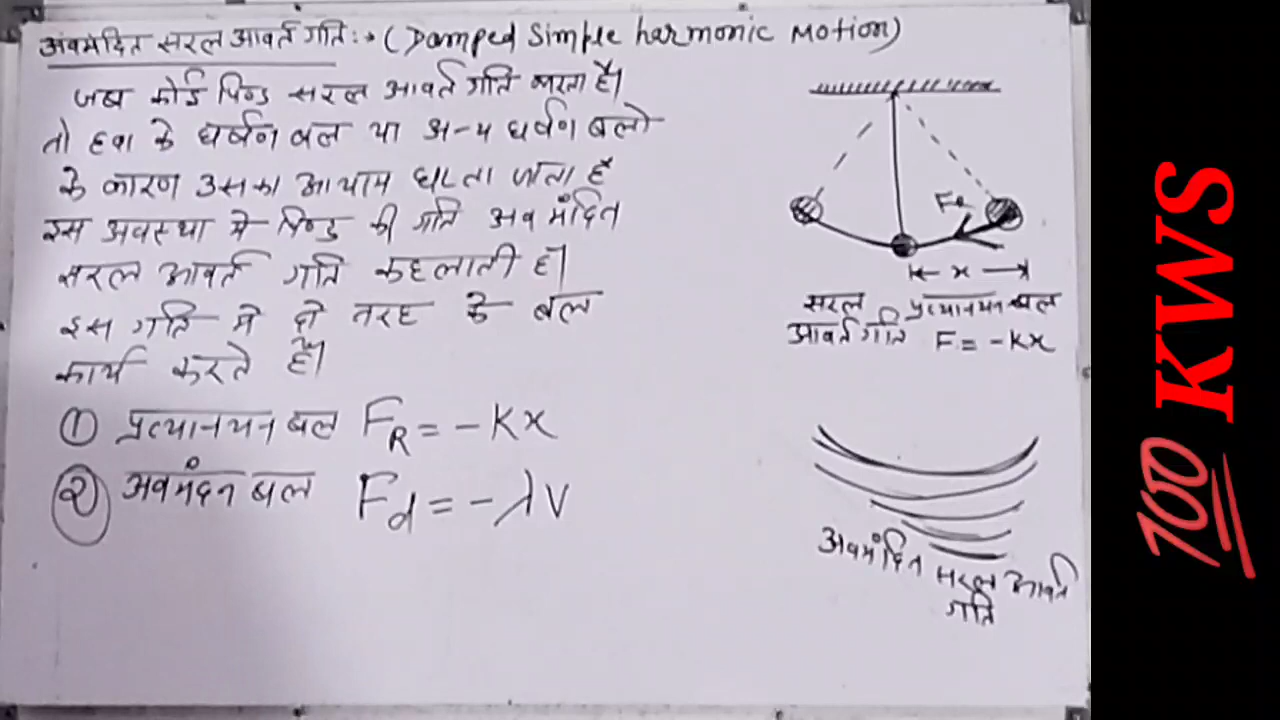 अवमंदित सरल आवर्त गति :- (Damped Simple harmonic Motion)
जब कोई पिन्ड सरल आवर्त गति करता है।
तो हवा के घर्षण बल या अन्य घर्षण बलो
के कारण उसका आयाम घटता जाता है
इस अवस्था मे पिन्ड की गति अवमंदित
सरल आवर्त गति कहलाती है।
इस गति मे दो तरह के बल
कार्य करते हैं।
① प्रत्यानयन बल F_R = -Kx
② अवमंदन बल F_d = -λv
x
सरल आवर्त गति
प्रत्यानयन बल
F = -Kx
अवमंदित सरल आवर्त
गति
100 KWS